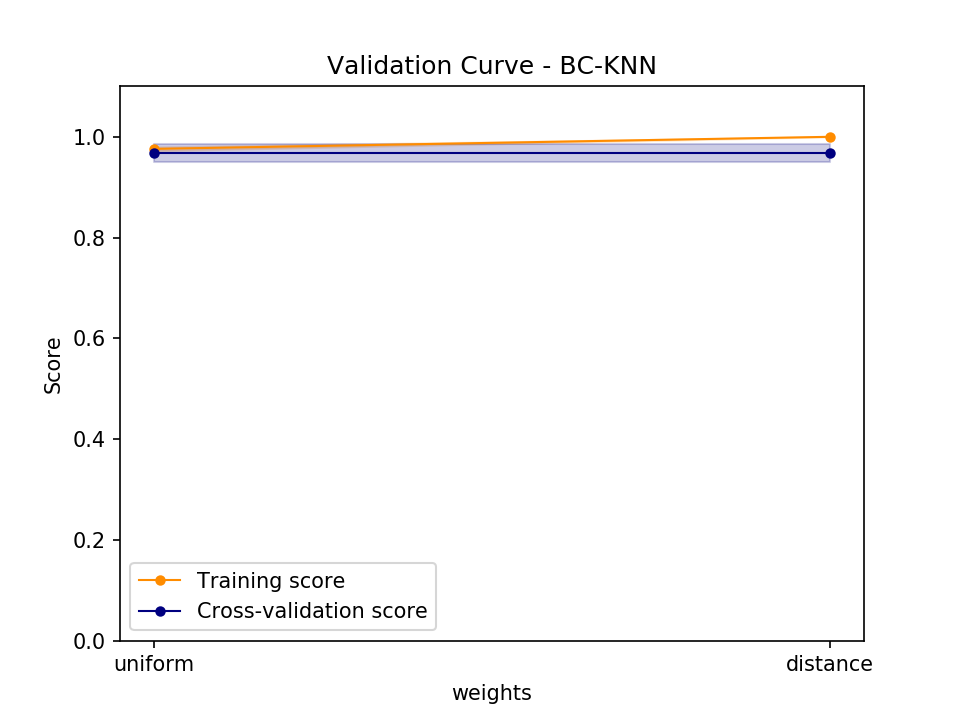 Validation Curve - BC-KNN
Score
1.0
0.8
0.6
0.4
0.2
0.0
Training score
Cross-validation score
uniform
distance
weights